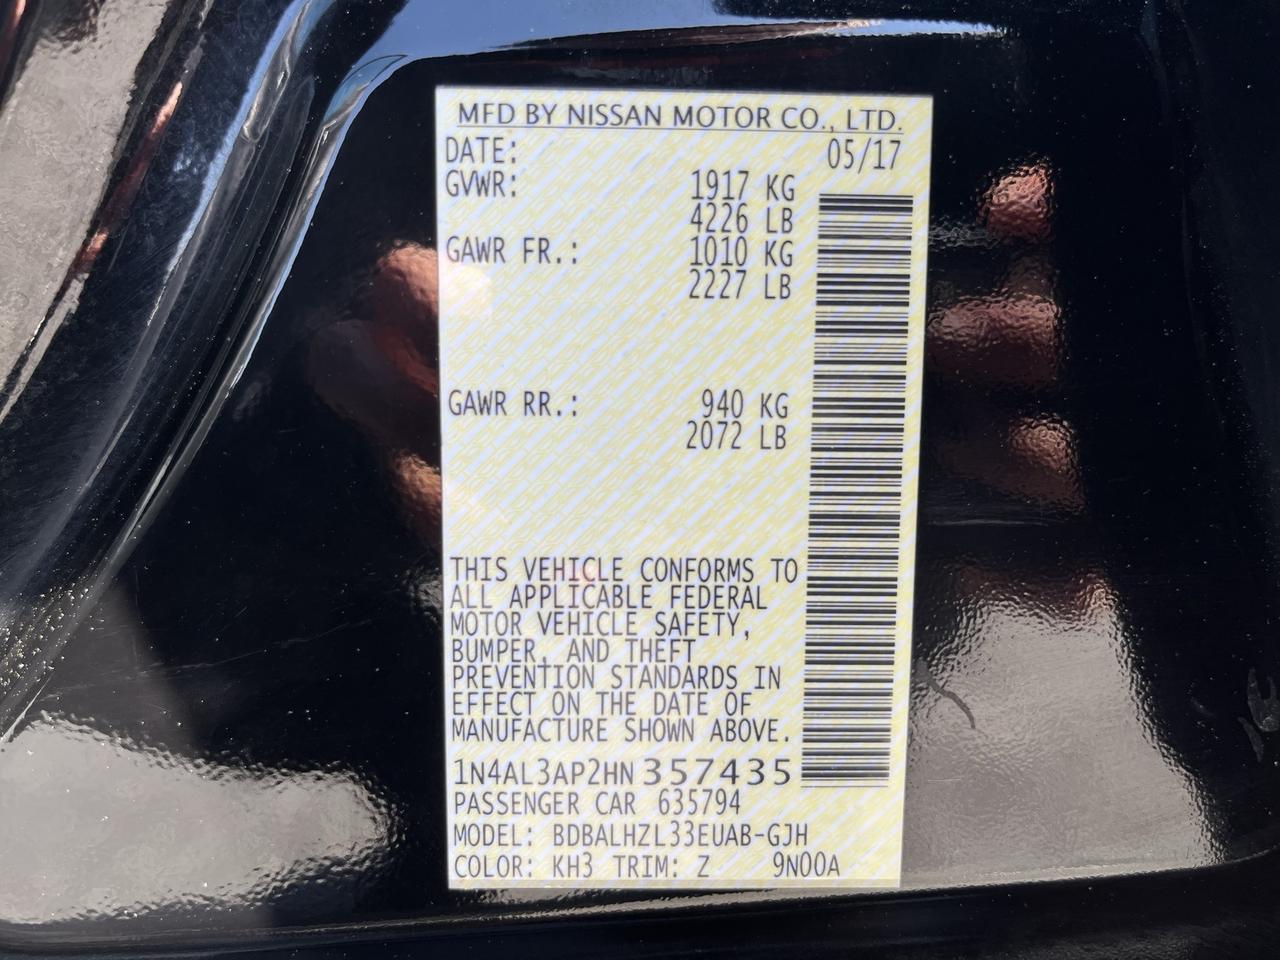 MFD BY NISSAN MOTOR CO., LTD.
DATE: 05/17
GVWR: 1917 KG
4226 LB
GAWR FR.: 1010 KG
2227 LB
GAWR RR.: 940 KG
2072 LB
THIS VEHICLE CONFORMS TO
ALL APPLICABLE FEDERAL
MOTOR VEHICLE SAFETY,
BUMPER, AND THEFT
PREVENTION STANDARDS IN
EFFECT ON THE DATE OF
MANUFACTURE SHOWN ABOVE.
1N4AL3AP2HN357435
PASSENGER CAR 635794
MODEL: BDBALHZL33EUAB-GJH
COLOR: KH3 TRIM: Z 9N00A